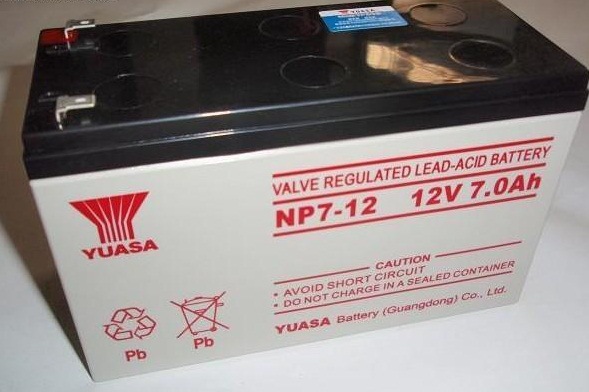 YUASA
VALVE REGULATED LEAD-ACID BATTERY
NP7-12 12V 7.0Ah
YUASA
CAUTION
• AVOID SHORT CIRCUIT
• DO NOT CHARGE IN A SEALED CONTAINER
YUASA Battery (Guangdong) Co., Ltd.
Pb
Pb